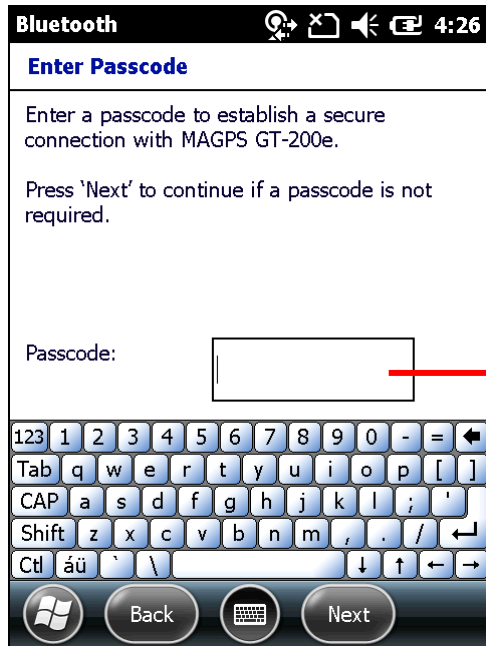 Bluetooth 4:26
Enter Passcode
Enter a passcode to establish a secure
connection with MAGPS GT-200e.
Press ‘Next’ to continue if a passcode is not
required.
Passcode:
123 1 2 3 4 5 6 7 8 9 0 - =
Tab q w e r t y u i o p [ ]
CAP a s d f g h j k l ; '
Shift z x c v b n m , . /
Ctl áü ` \
Back Next